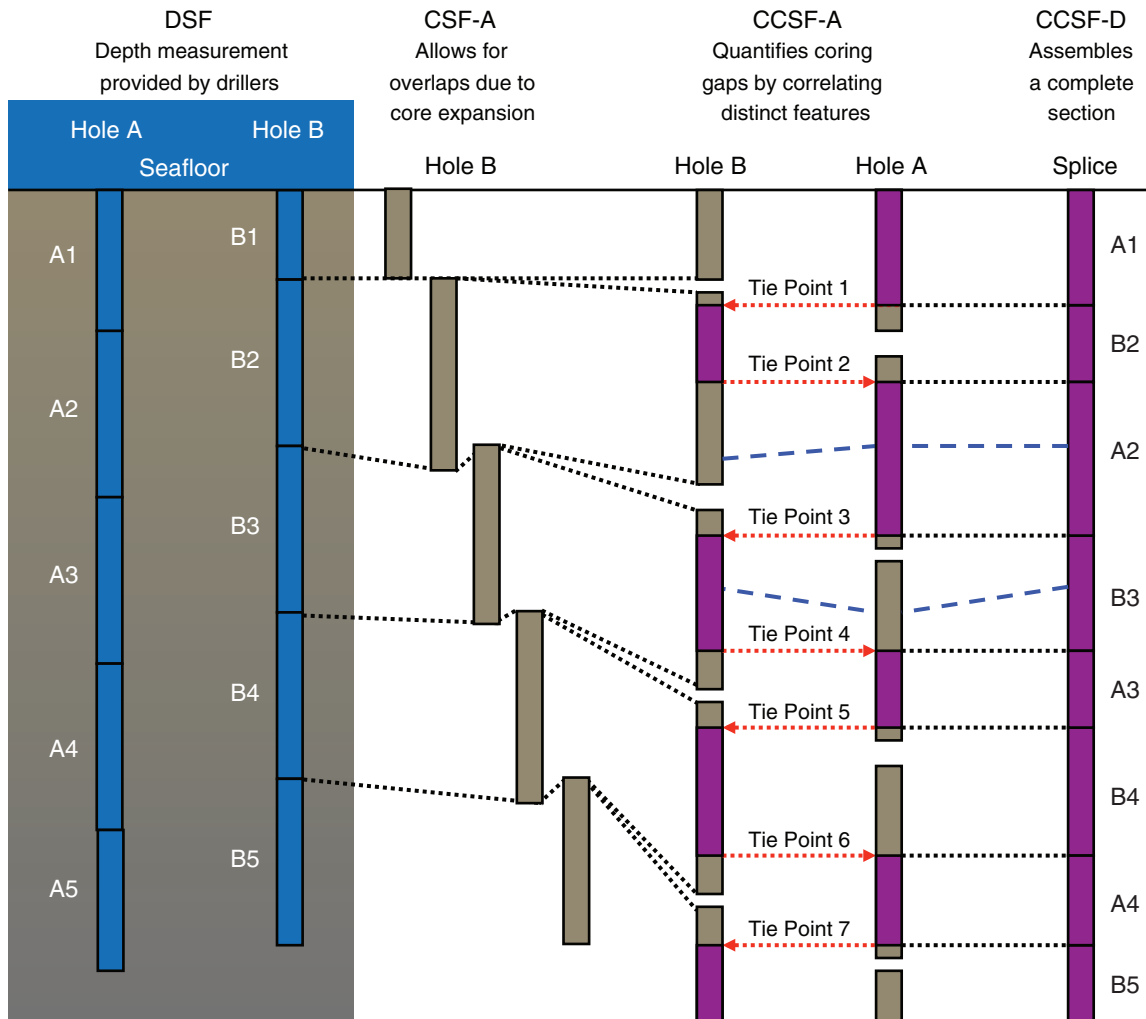 DSF
Depth measurement
provided by drillers
CSF-A
Allows for
overlaps due to
core expansion
CCSF-A
Quantifies coring
gaps by correlating
distinct features
CCSF-D
Assembles
a complete
section
Hole A
Hole B
Seafloor
Hole B
Hole B
Hole A
Splice
A1
A2
A3
A4
A5
B1
B2
B3
B4
B5
Tie Point 1
Tie Point 2
Tie Point 3
Tie Point 4
Tie Point 5
Tie Point 6
Tie Point 7
A1
B2
A2
B3
A3
B4
A4
B5